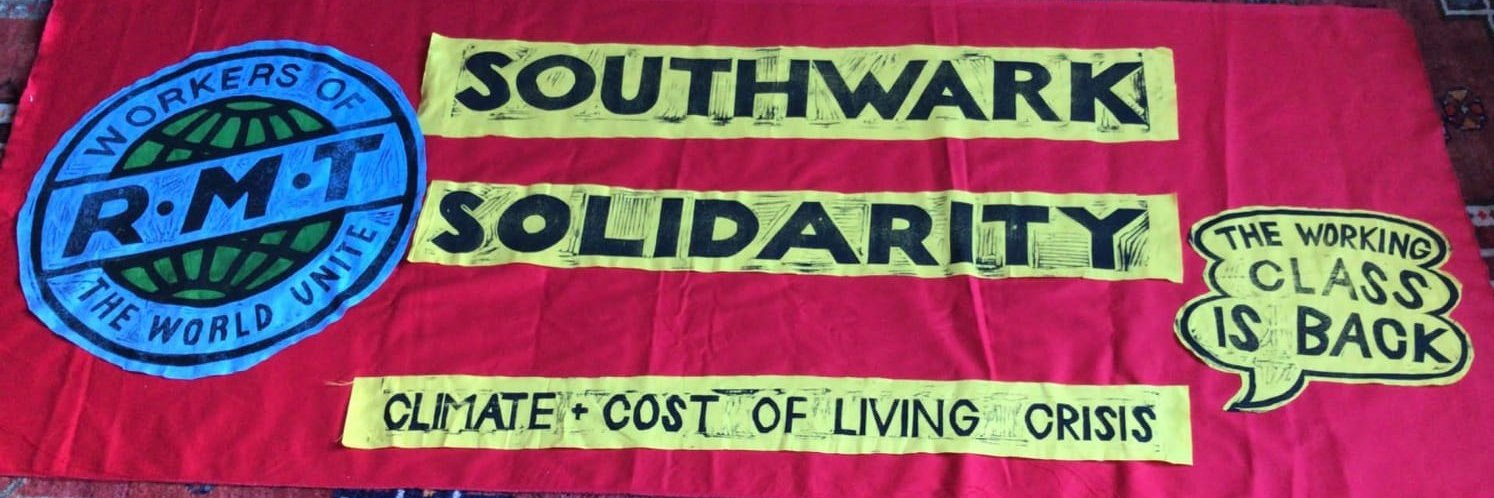 WORKERS OF
R·M·T
THE WORLD UNITE
SOUTHWARK
SOLIDARITY
CLIMATE + COST OF LIVING CRISIS
THE WORKING
CLASS
IS BACK